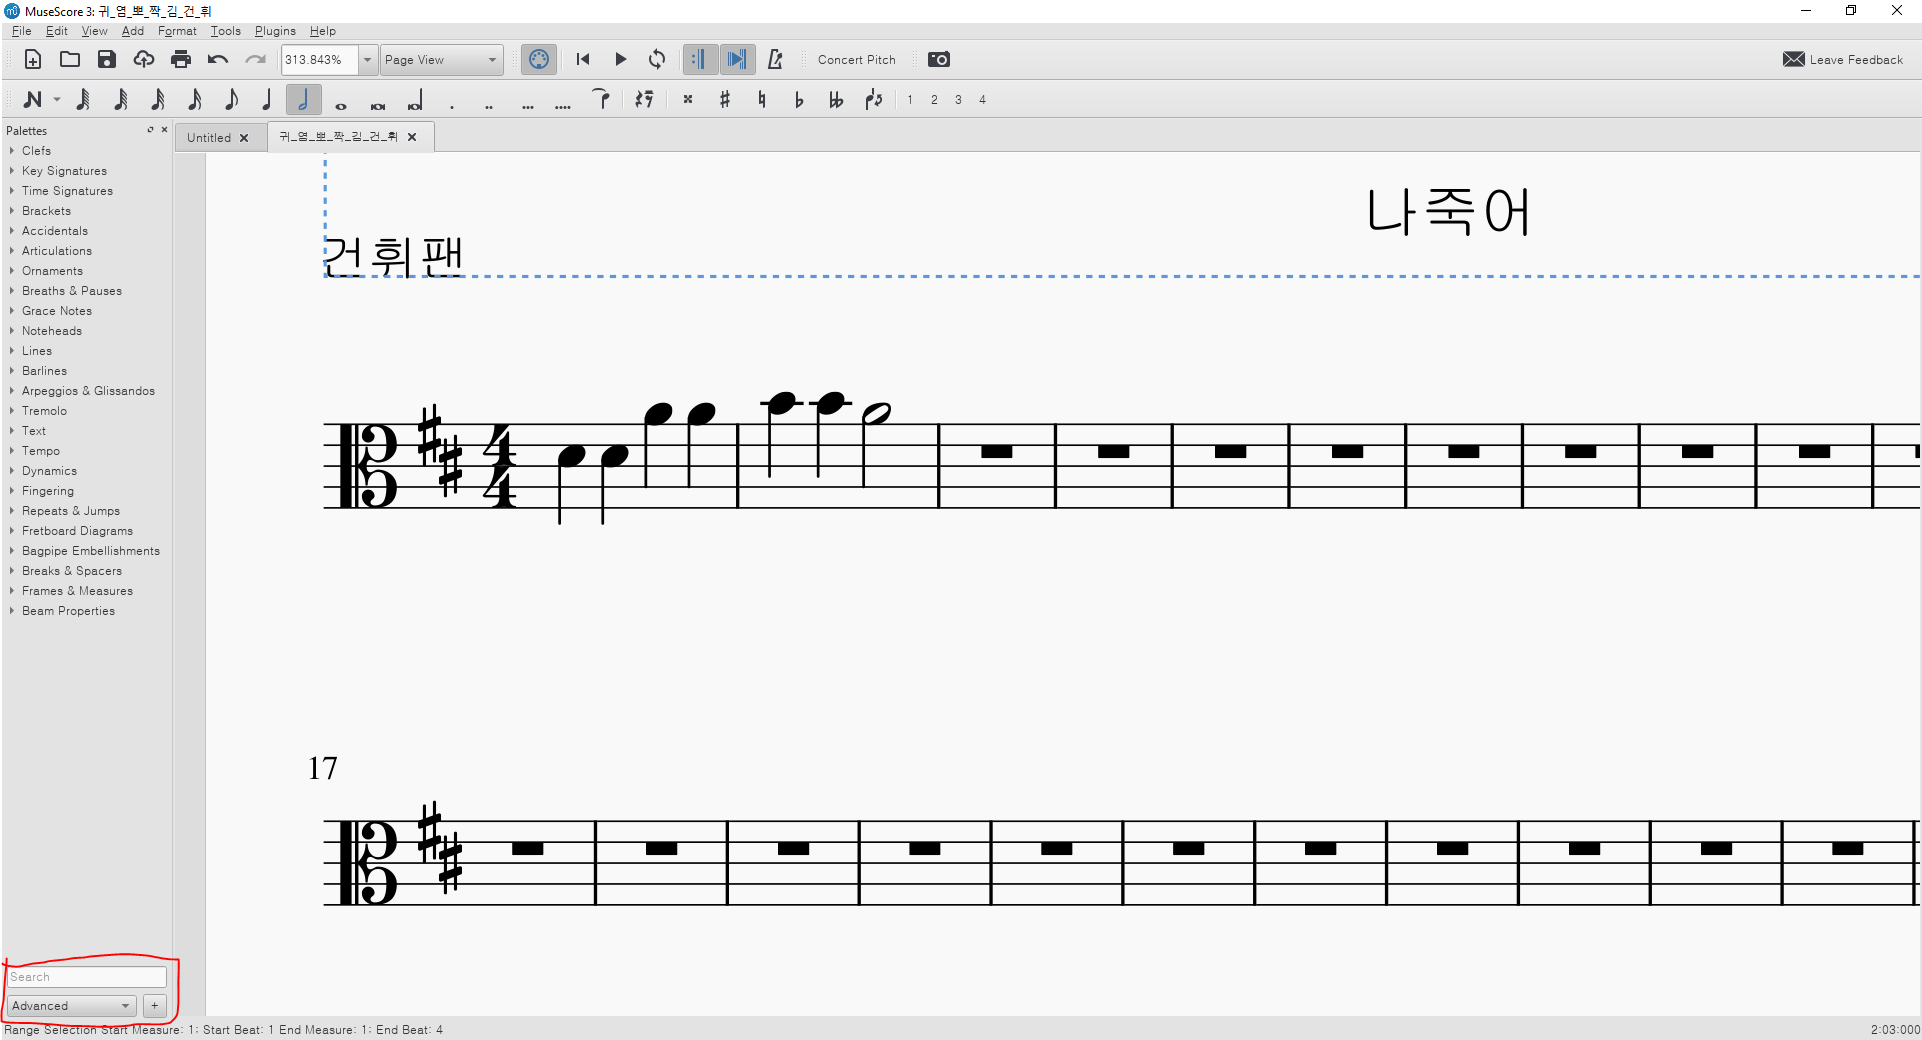 MuseScore 3: 귀_염_뽀_짝_김_건_휘
File Edit View Add Format Tools Plugins Help
313.843% Page View Concert Pitch Leave Feedback
1 2 3 4
Palettes
Untitled 귀_염_뽀_짝_김_건_휘
Clefs
Key Signatures
Time Signatures
Brackets
Accidentals
Articulations
Ornaments
Breaths & Pauses
Grace Notes
Noteheads
Lines
Barlines
Arpeggios & Glissandos
Tremolo
Text
Tempo
Dynamics
Fingering
Repeats & Jumps
Fretboard Diagrams
Bagpipe Embellishments
Breaks & Spacers
Frames & Measures
Beam Properties
Search
Advanced +
나죽어
건휘팬
4
4
17
Range Selection Start Measure: 1; Start Beat: 1 End Measure: 1; End Beat: 4 2:03:000